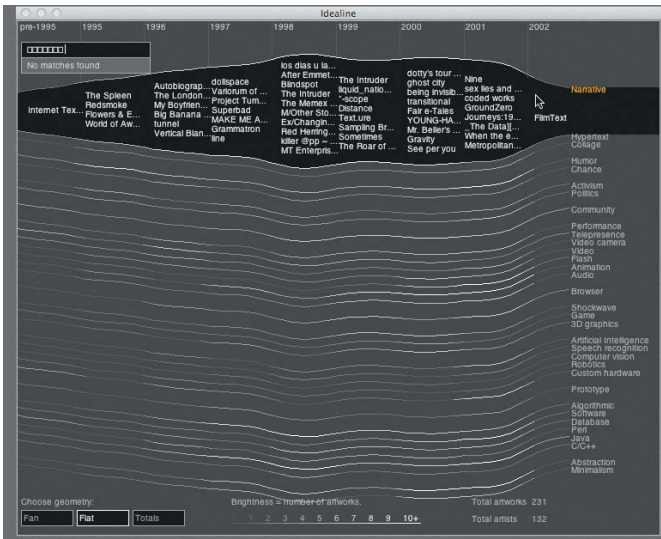 Idealine
pre-1995 1995 1996 1997 1998 1999 2000 2001 2002
No matches found
Internet Tex...
The Spleen
Redsmoke
Flowers & E...
World of Aw...
Autobiograp...
The London...
My Boyfrien...
Big Banana ...
tunnel
Vertical Blan...
dollspace
Variorum of ...
Project Tum...
Superbad
MAKE ME A...
Grammatron
line
los dias u la...
After Emmet...
Blindspot
The Intruder
The Memex ...
M/Other Sto...
Ex/Changin...
Red Herring...
killer @pp ~ ...
MT Enterpris...
The Intruder
liquid_natio...
*-scope
Distance
Text.ure
Sampling Br...
Sometimes
The Roar of ...
dotty's tour ...
ghost city
being invisib...
transitional
Fair e-Tales
YOUNG-HA...
Mr. Beller's ...
Gravity
See per you
Nine
sex lies and ...
coded works
GroundZero
Journeys:19...
_The Data][...
When the e...
Metropolitan...
FilmText
Narrative
Hypertext
Collage
Humor
Chance
Activism
Politics
Community
Performance
Telepresence
Video camera
Video
Flash
Animation
Audio
Browser
Shockwave
Game
3D graphics
Artificial Intelligence
Speech recognition
Computer vision
Robotics
Custom hardware
Prototype
Algorithmic
Software
Database
Perl
Java
C/C++
Abstraction
Minimalism
Choose geometry:
Fan Flat Totals
Brightness = number of artworks.
1 2 3 4 5 6 7 8 9 10+
Total artworks 231
Total artists 132